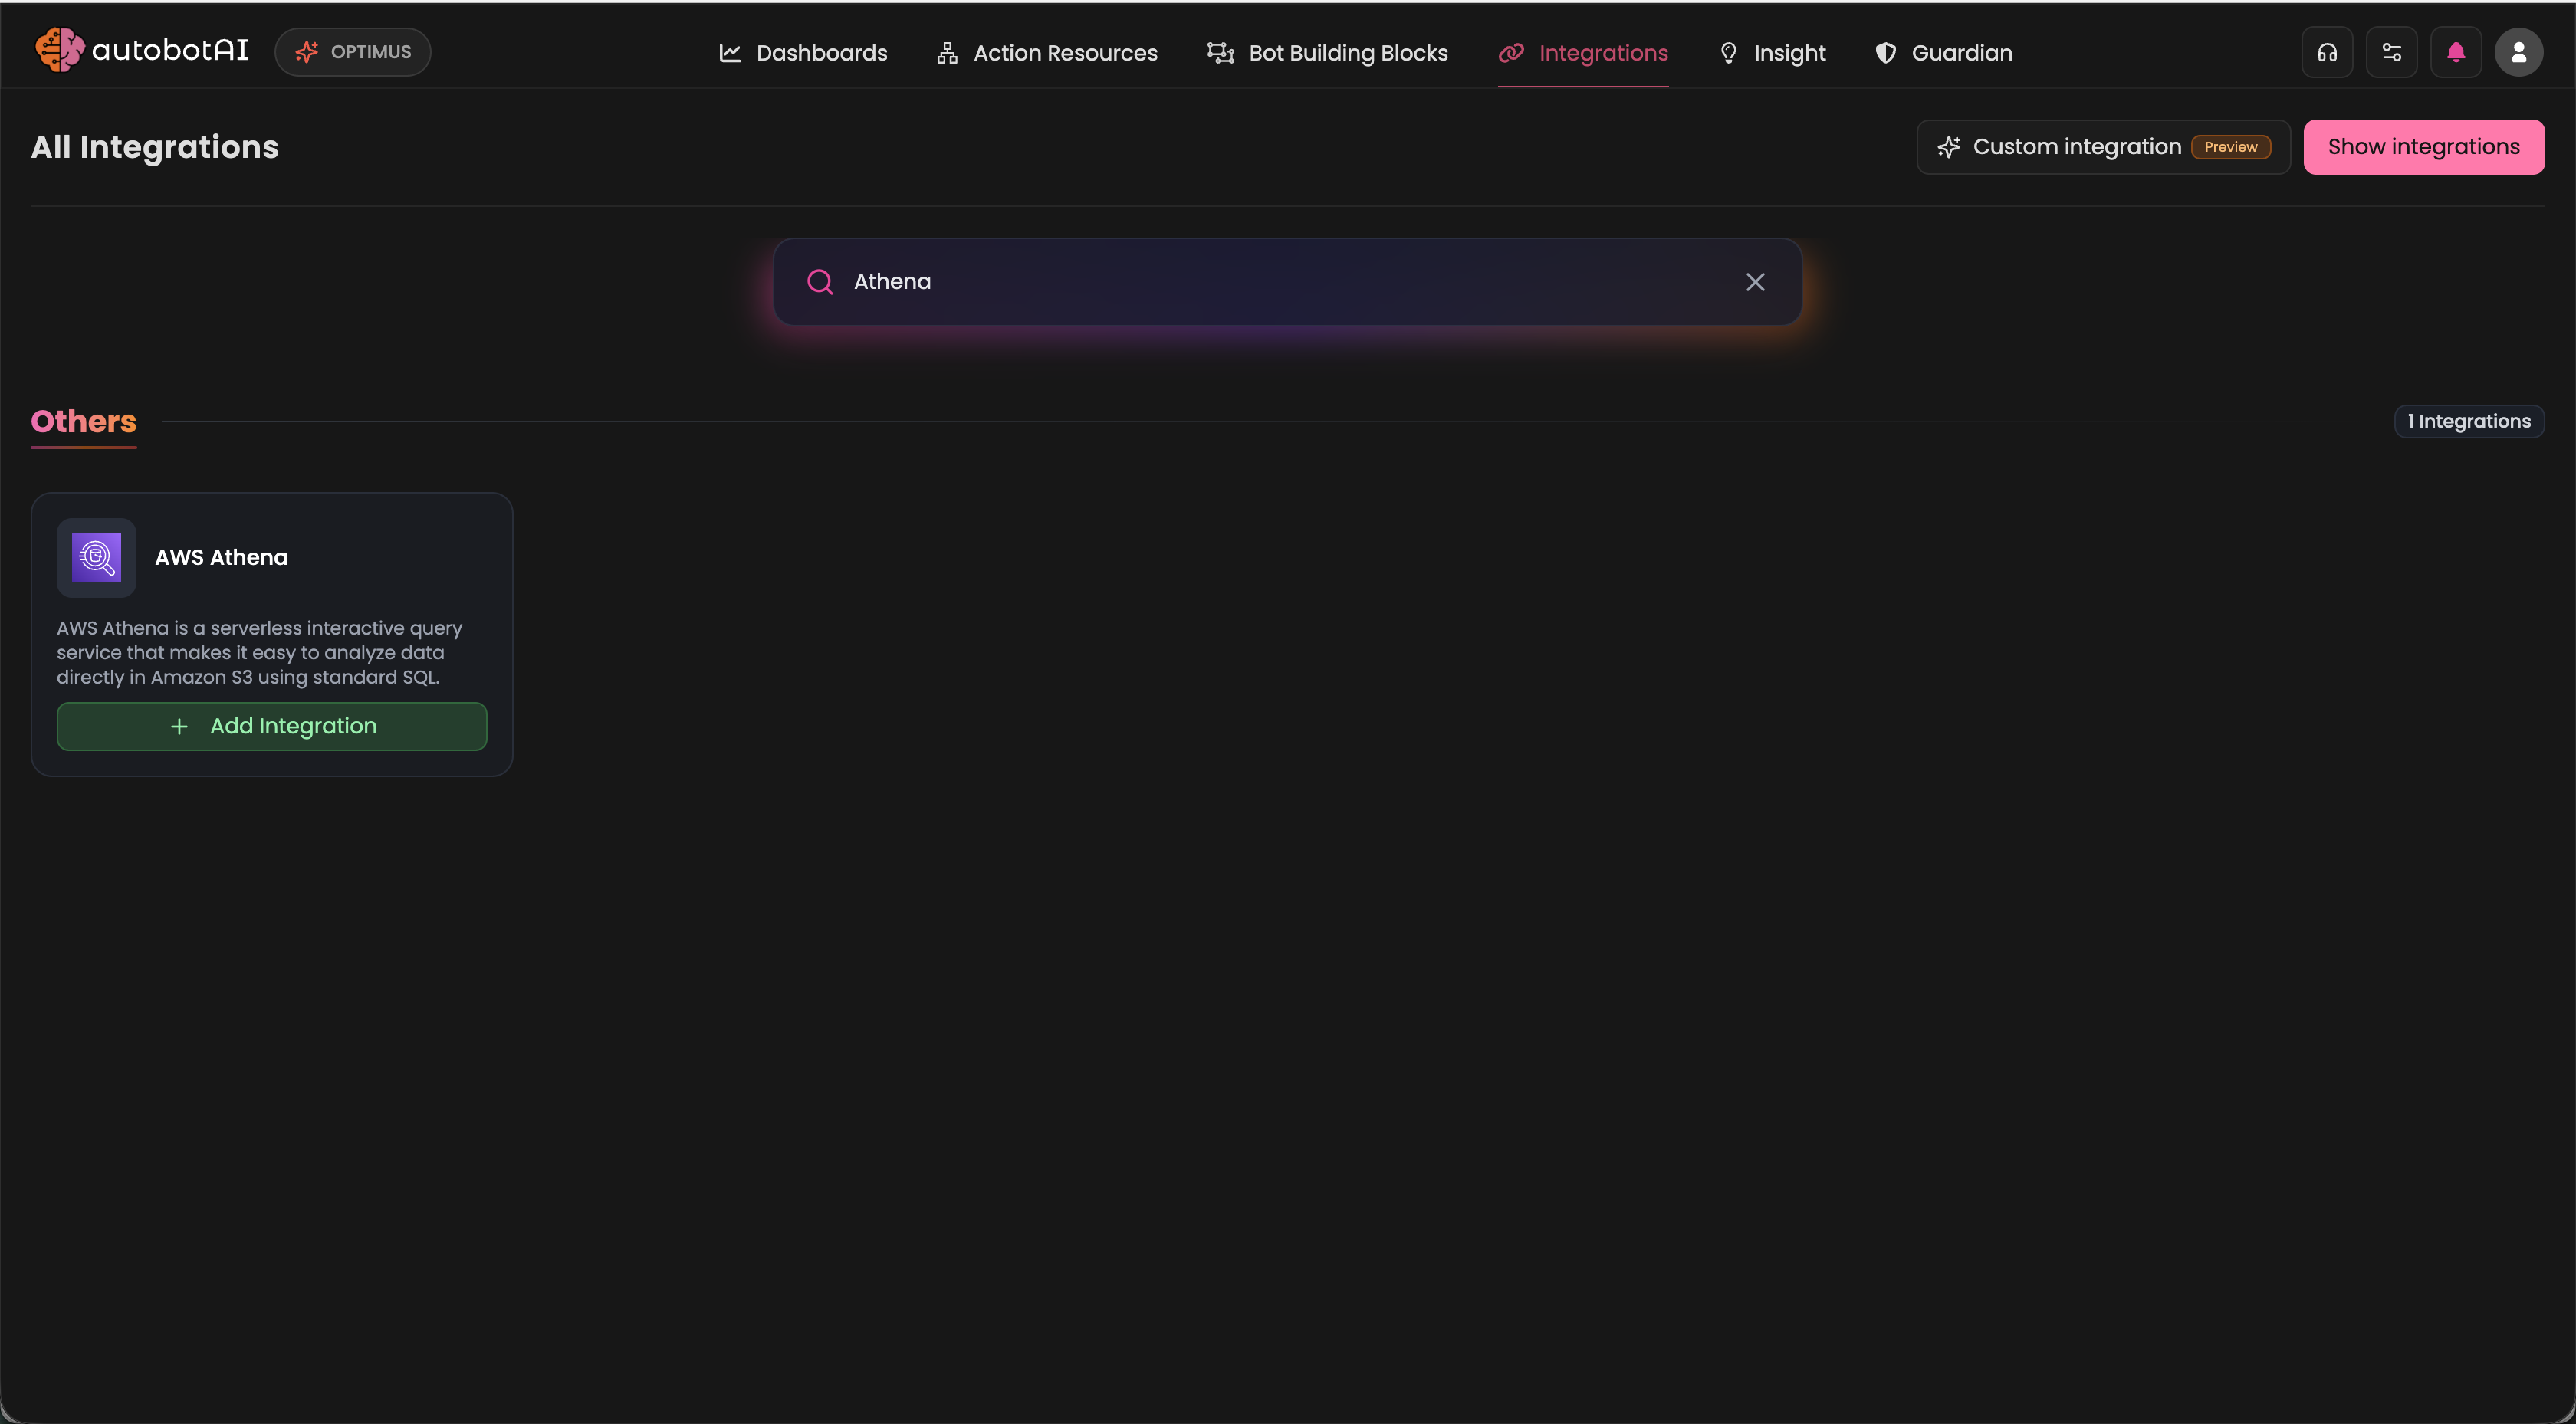 autobotAI
OPTIMUS
Dashboards
Action Resources
Bot Building Blocks
Integrations
Insight
Guardian
All Integrations
Custom integration Preview
Show integrations
Athena
Others
1 Integrations
AWS Athena
AWS Athena is a serverless interactive query
service that makes it easy to analyze data
directly in Amazon S3 using standard SQL.
+ Add Integration